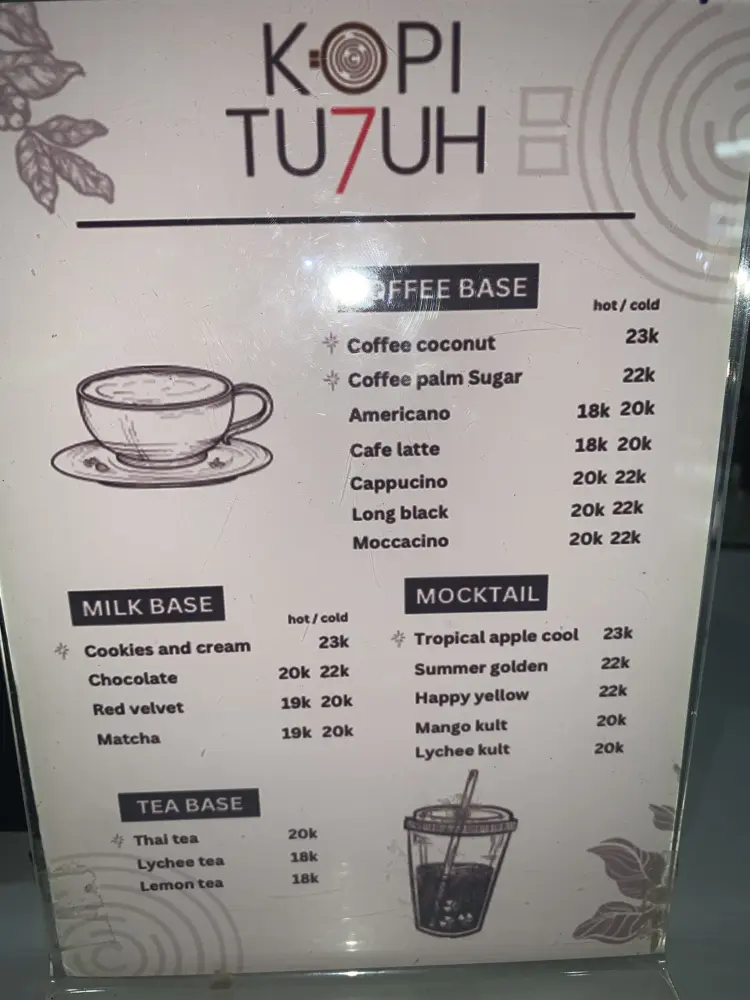 KOPI
TU7UH
COFFEE BASE
hot / cold
Coffee coconut 23k
Coffee palm Sugar 22k
Americano 18k 20k
Cafe latte 18k 20k
Cappucino 20k 22k
Long black 20k 22k
Moccacino 20k 22k
MILK BASE
hot / cold
Cookies and cream 23k
Chocolate 20k 22k
Red velvet 19k 20k
Matcha 19k 20k
MOCKTAIL
Tropical apple cool 23k
Summer golden 22k
Happy yellow 22k
Mango kult 20k
Lychee kult 20k
TEA BASE
Thai tea 20k
Lychee tea 18k
Lemon tea 18k